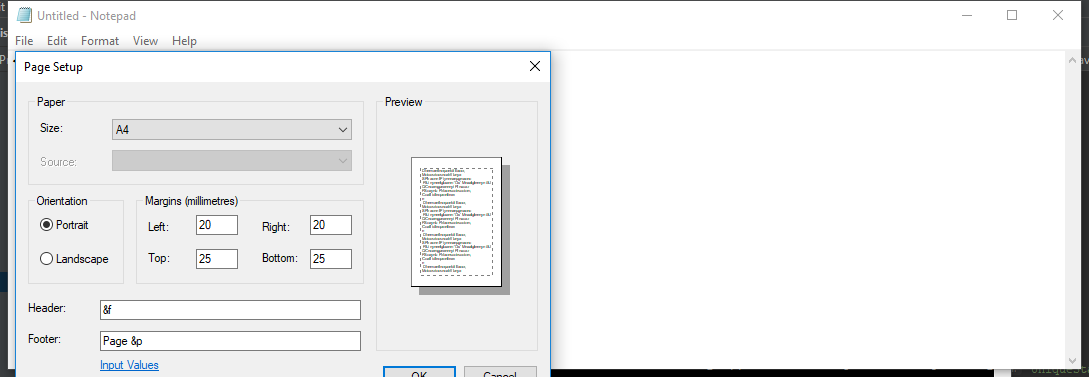 Untitled - Notepad
File Edit Format View Help
Page Setup
Paper
Size: A4
Source:
Preview
Orientation
Portrait
Landscape
Margins (millimetres)
Left: 20 Right: 20
Top: 25 Bottom: 25
Header: &f
Footer: Page &p
Input Values
OK Cancel